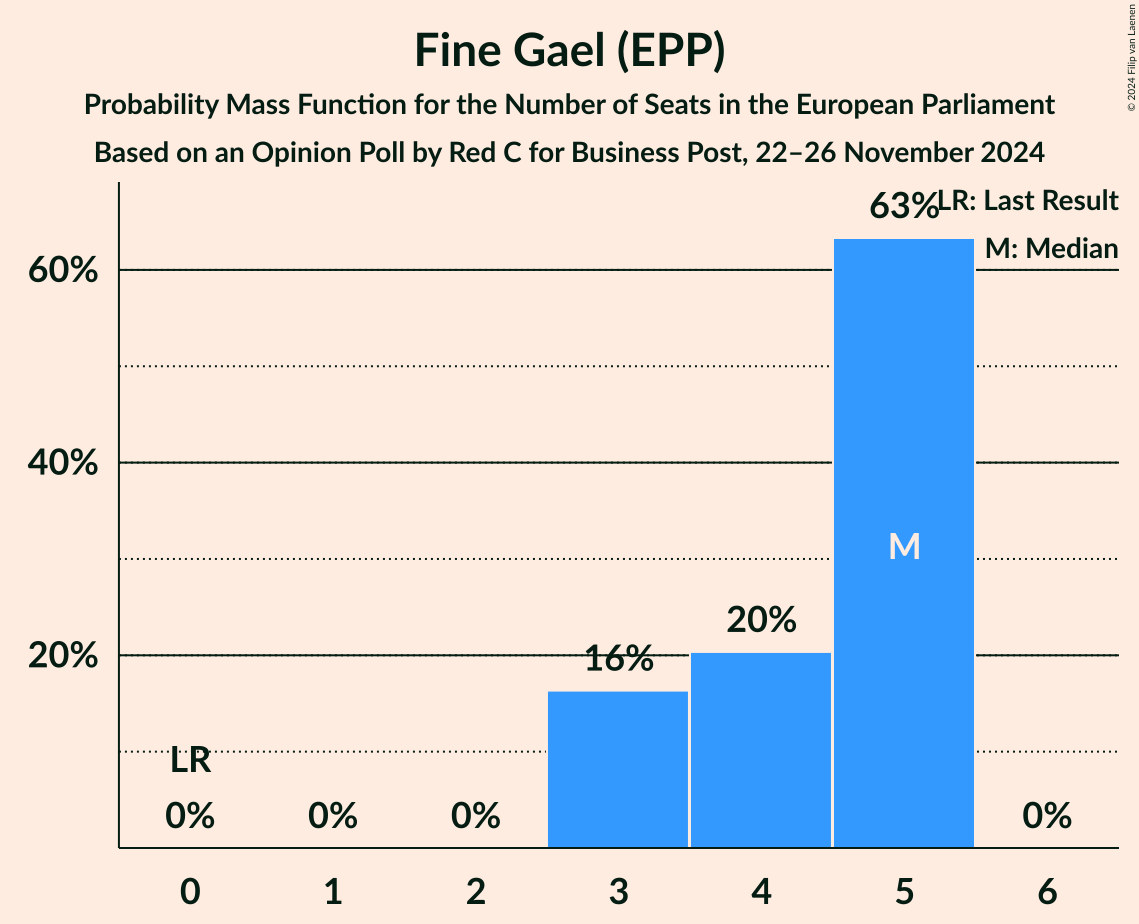 Fine Gael (EPP)
Probability Mass Function for the Number of Seats in the European Parliament
Based on an Opinion Poll by Red C for Business Post, 22–26 November 2024
© 2024 Filip van Laenen
LR: Last Result
M: Median
63%
60%
40%
M
20%
20%
16%
LR
0%
0%
0%
0%
0
1
2
3
4
5
6